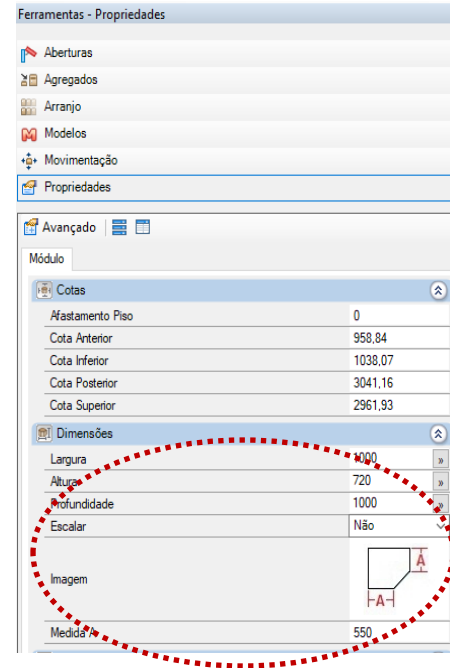 Ferramentas - Propriedades
Aberturas
Agregados
Arranjo
Modelos
Movimentação
Propriedades
Avançado
Módulo
Cotas
Afastamento Piso 0
Cota Anterior 958,84
Cota Inferior 1038,07
Cota Posterior 3041,16
Cota Superior 2961,93
Dimensões
Largura 1000 »
Altura 720 »
Profundidade 1000 »
Escalar Não
A
Imagem
A
Medida A 550